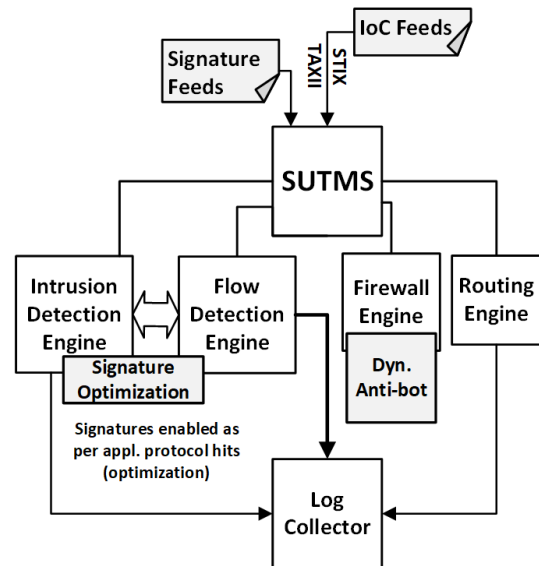 IoC Feeds
Signature
Feeds
STIX
TAXII
SUTMS
Intrusion
Detection
Engine
Flow
Detection
Engine
Firewall
Engine
Routing
Engine
Signature
Optimization
Dyn.
Anti-bot
Signatures enabled as
per appl. protocol hits
(optimization)
Log
Collector